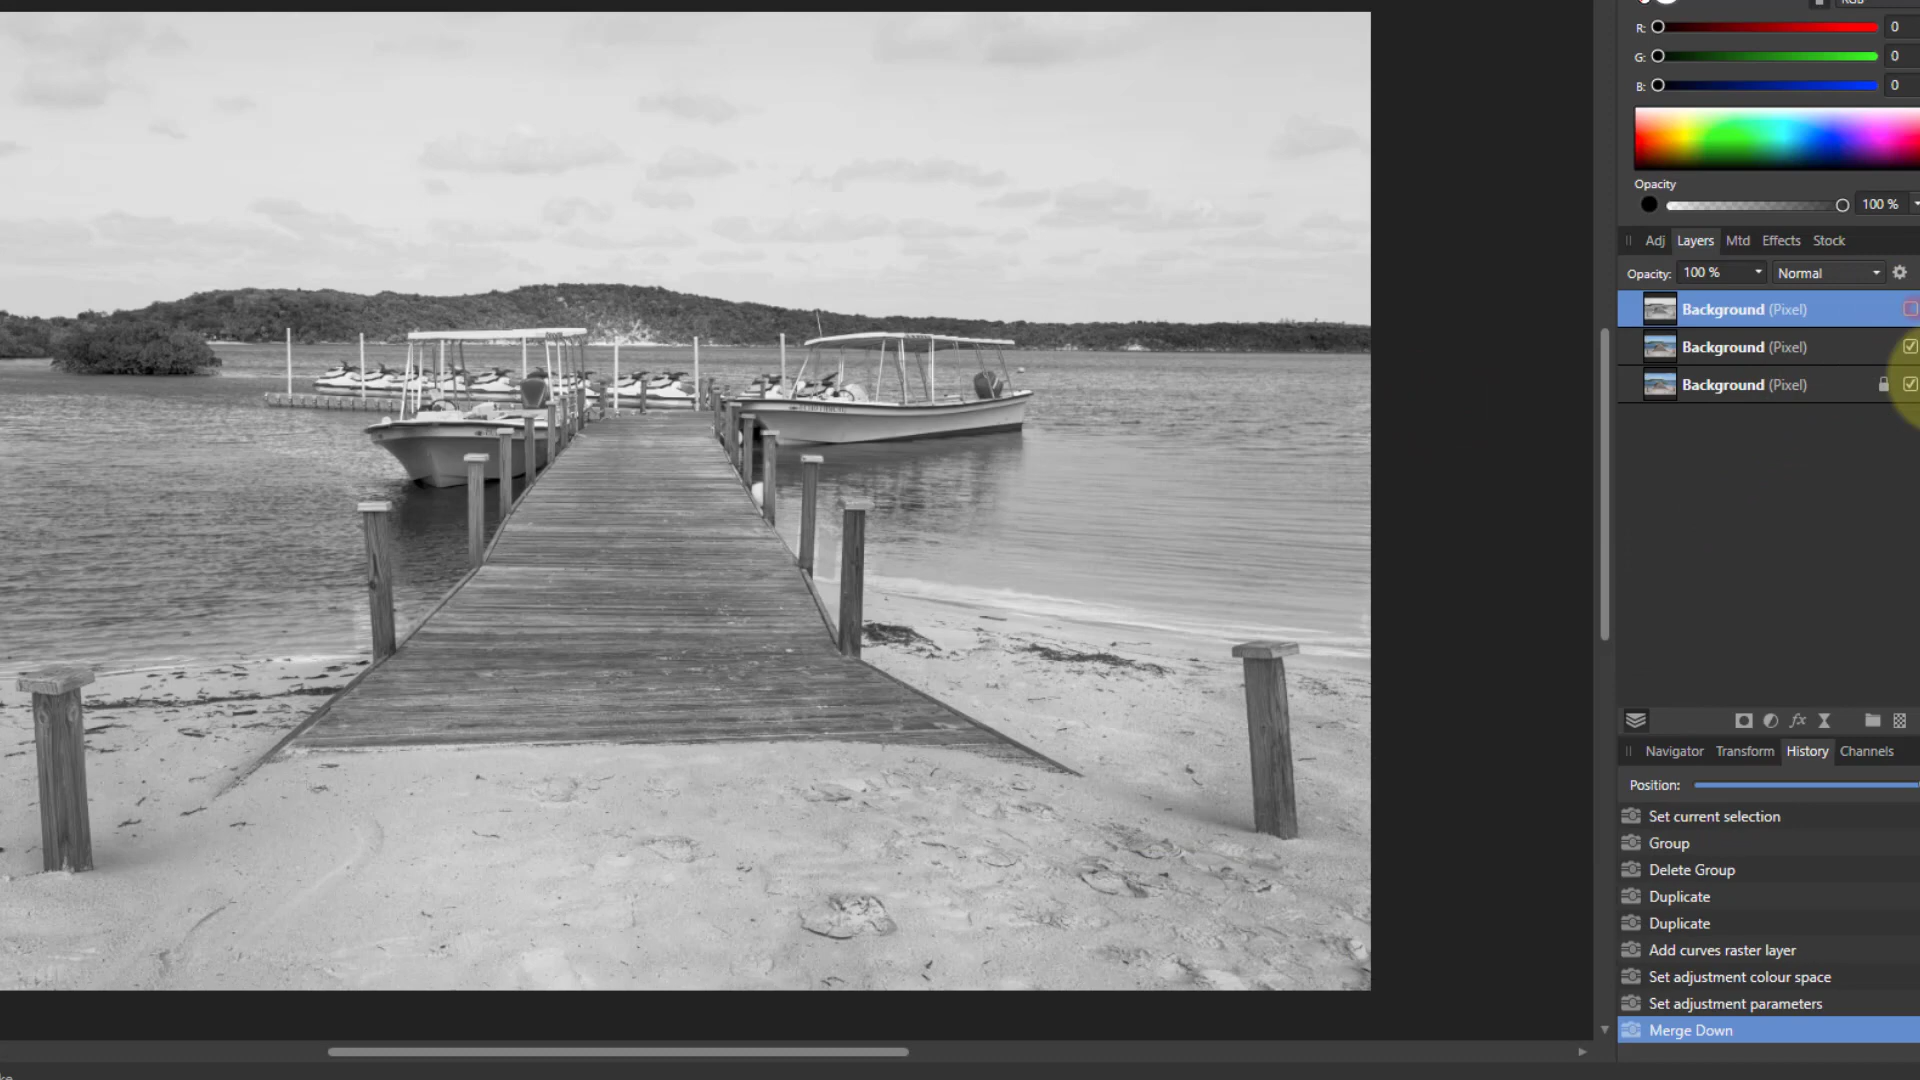 R: 0
G: 0
B: 0
Opacity
100 %
Adj Layers Mtd Effects Stock
Opacity: 100 % Normal
Background (Pixel)
Background (Pixel)
Background (Pixel)
fx
Navigator Transform History Channels
Position:
Set current selection
Group
Delete Group
Duplicate
Duplicate
Add curves raster layer
Set adjustment colour space
Set adjustment parameters
Merge Down